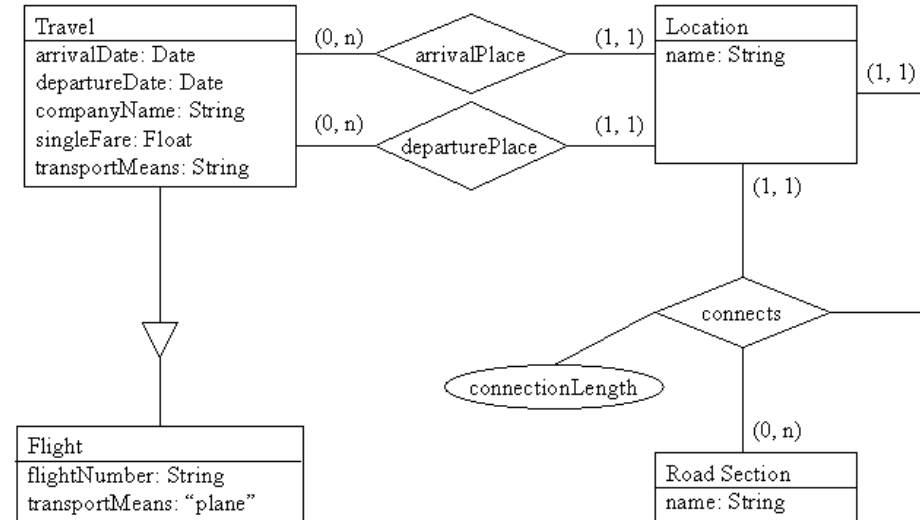 Travel
arrivalDate: Date
departureDate: Date
companyName: String
singleFare: Float
transportMeans: String
(0, n)
arrivalPlace
(1, 1)
(0, n)
departurePlace
(1, 1)
Location
name: String
(1, 1)
(1, 1)
connects
connectionLength
(0, n)
Flight
flightNumber: String
transportMeans: “plane”
Road Section
name: String